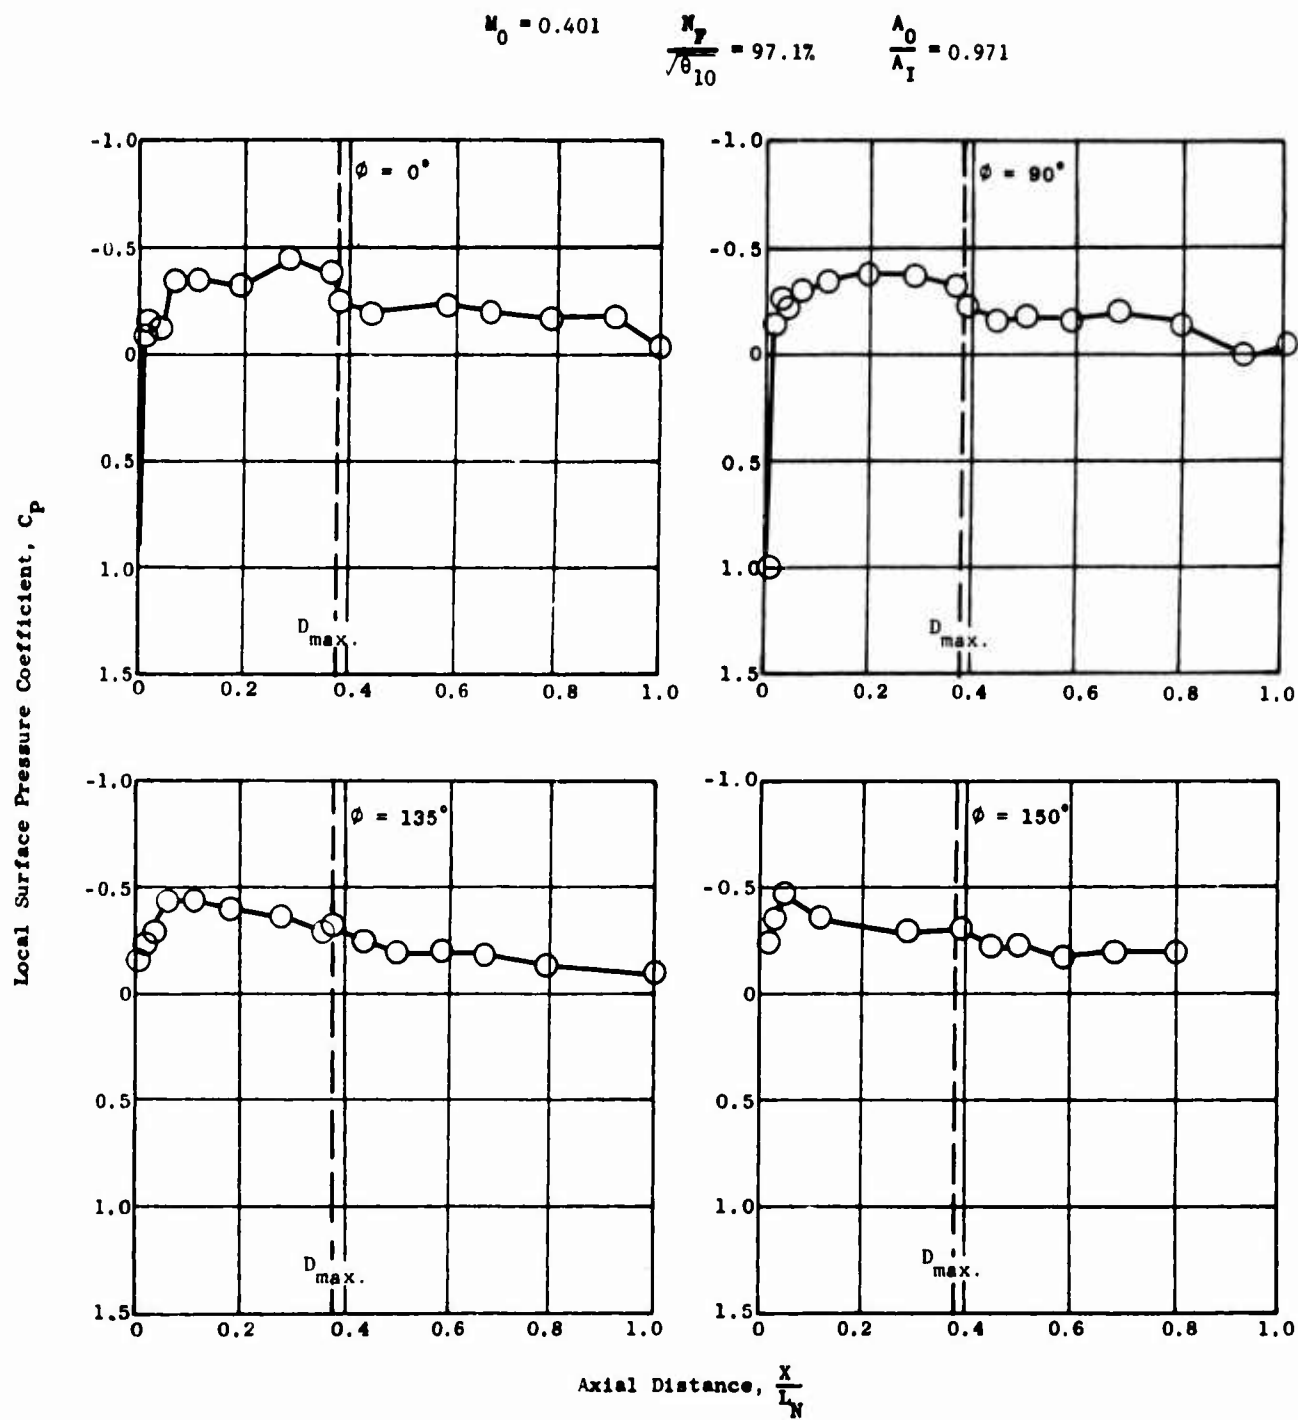 M0 = 0.401 NF/√θ10 = 97.1% A0/AI = 0.971
Local Surface Pressure Coefficient, CP
-1.0
-0.5
0
0.5
1.0
1.5
ϕ = 0°
Dmax.
0 0.2 0.4 0.6 0.8 1.0
-1.0
-0.5
0
0.5
1.0
1.5
ϕ = 90°
Dmax.
0 0.2 0.4 0.6 0.8 1.0
-1.0
-0.5
0
0.5
1.0
1.5
ϕ = 135°
Dmax.
0 0.2 0.4 0.6 0.8 1.0
-1.0
-0.5
0
0.5
1.0
1.5
ϕ = 150°
Dmax.
0 0.2 0.4 0.6 0.8 1.0
Axial Distance, X/LN